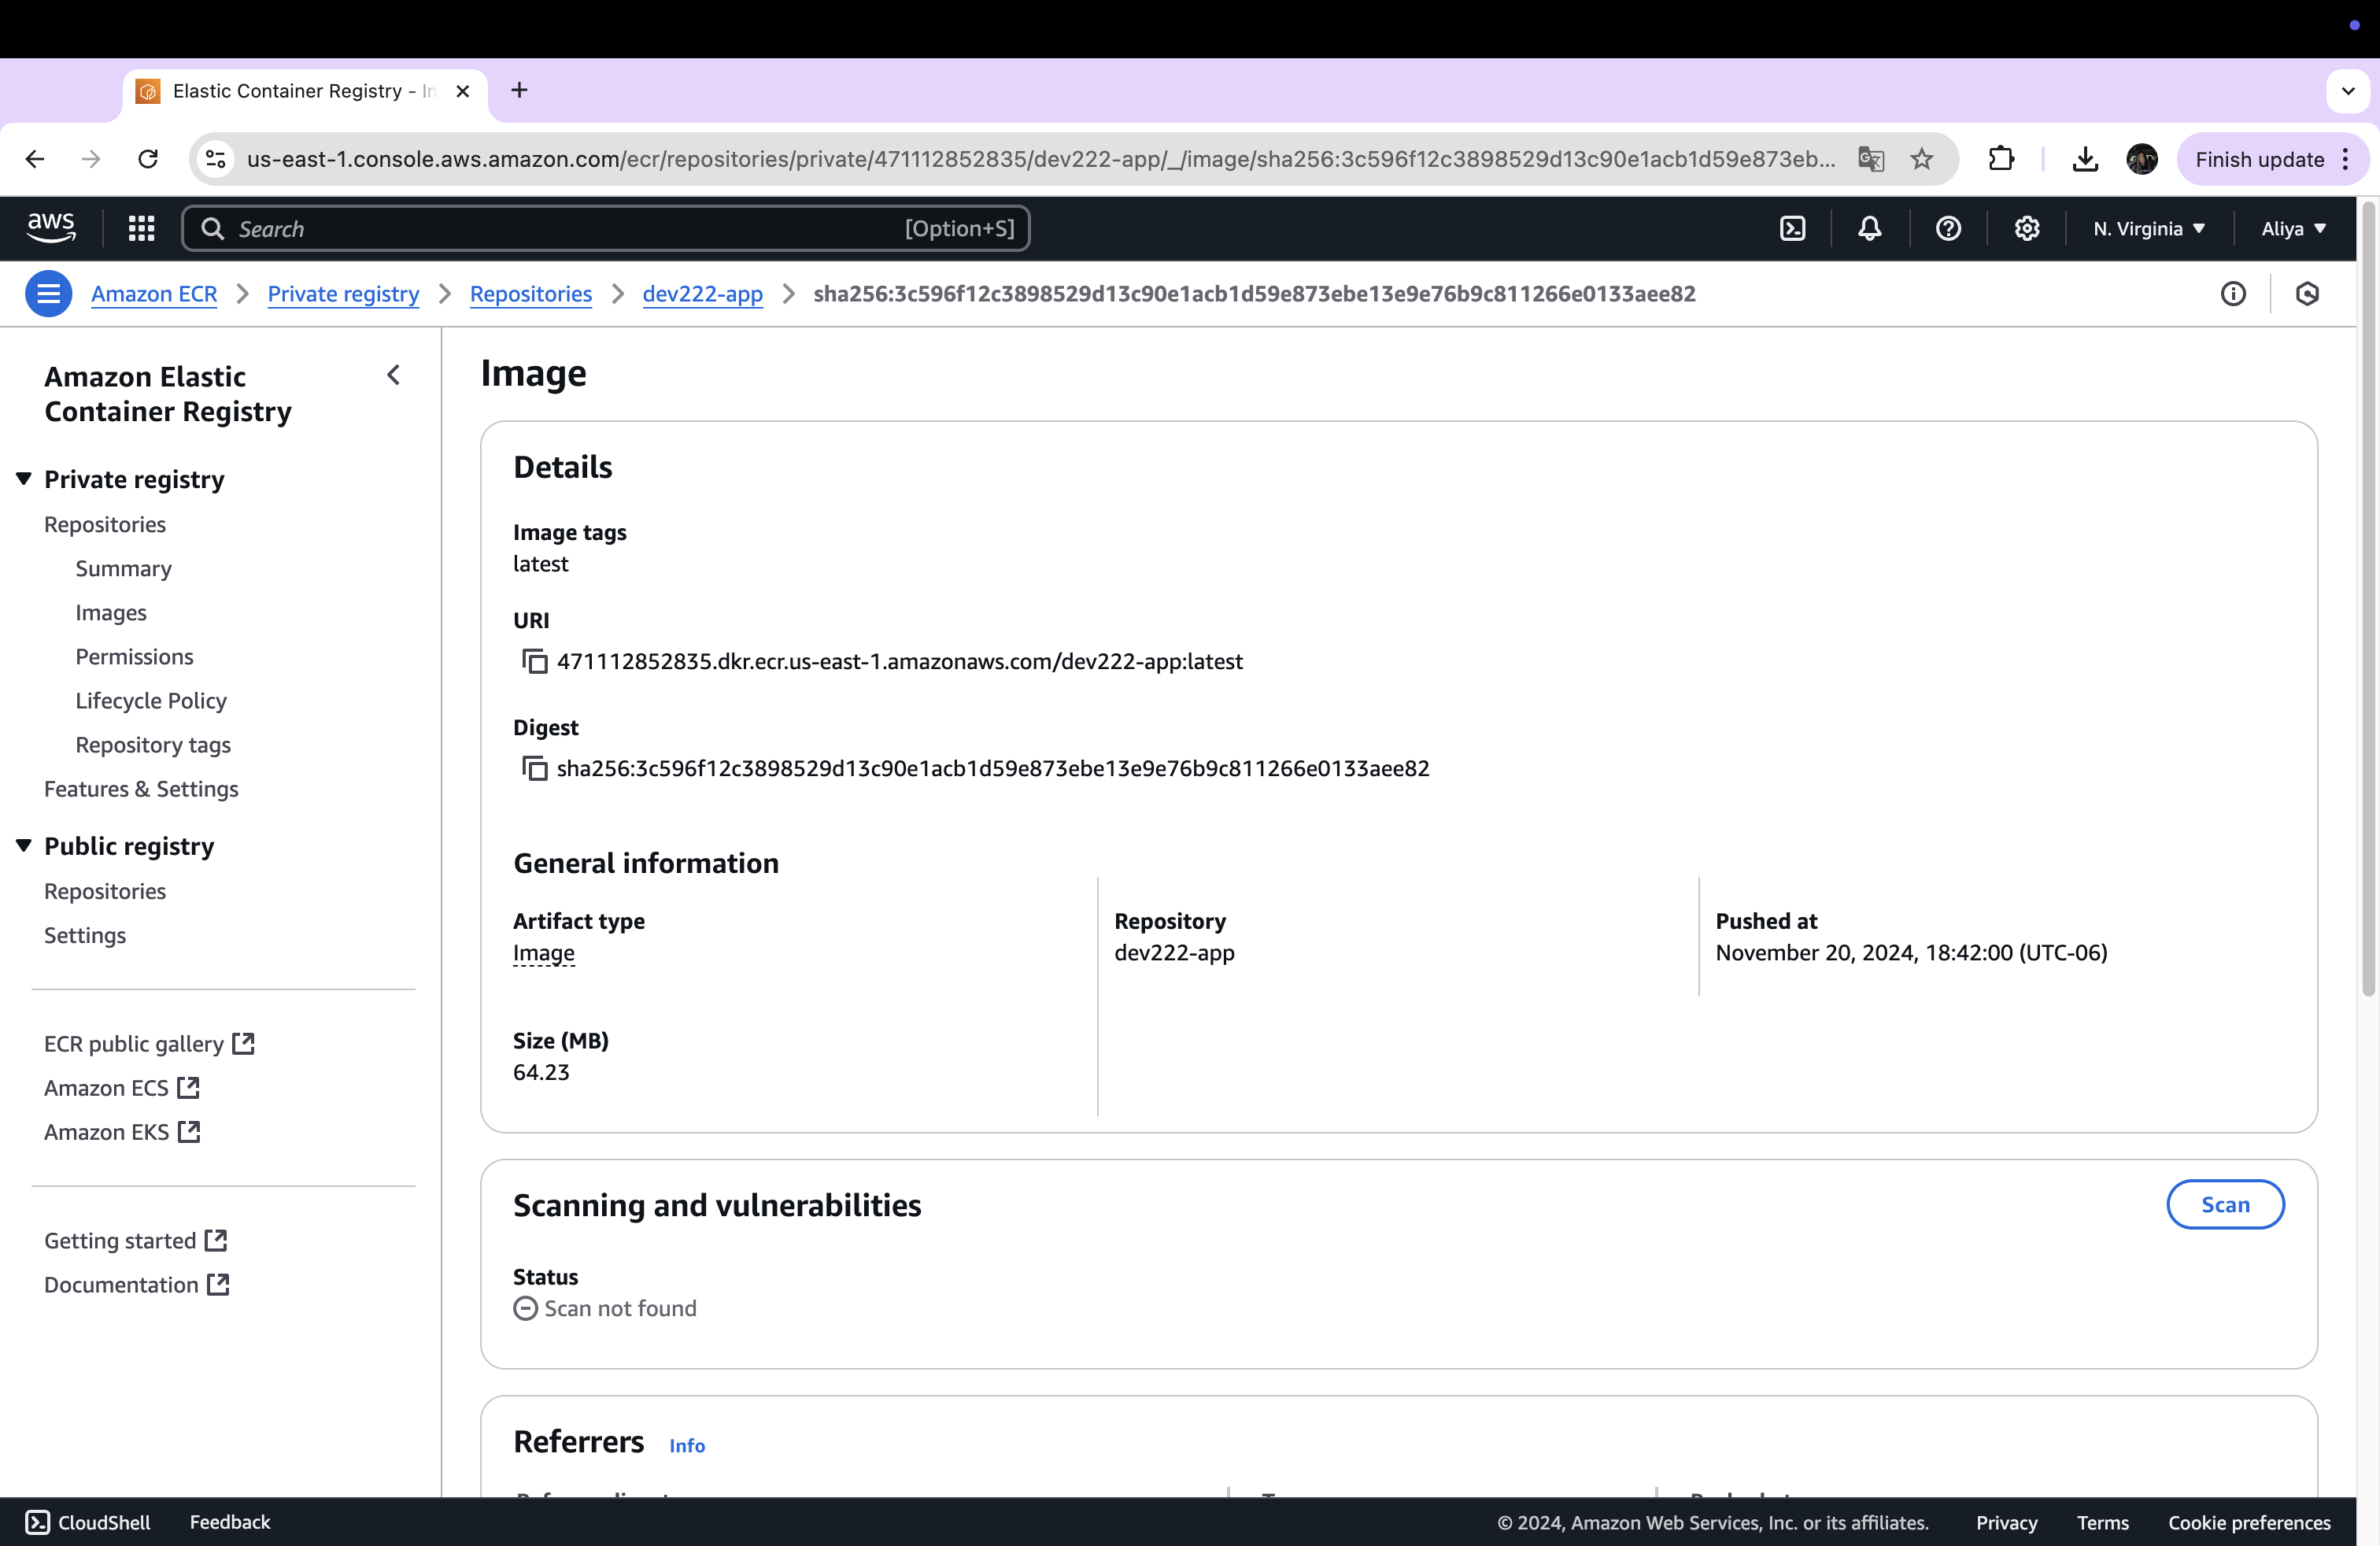 Elastic Container Registry - In
us-east-1.console.aws.amazon.com/ecr/repositories/private/471112852835/dev222-app/_/image/sha256:3c596f12c3898529d13c90e1acb1d59e873eb...
Finish update
aws
Search
[Option+S]
N. Virginia
Aliya
Amazon ECR
Private registry
Repositories
dev222-app
sha256:3c596f12c3898529d13c90e1acb1d59e873ebe13e9e76b9c811266e0133aee82
Amazon Elastic
Container Registry
Private registry
Repositories
Summary
Images
Permissions
Lifecycle Policy
Repository tags
Features & Settings
Public registry
Repositories
Settings
ECR public gallery
Amazon ECS
Amazon EKS
Getting started
Documentation
Image
Details
Image tags
latest
URI
471112852835.dkr.ecr.us-east-1.amazonaws.com/dev222-app:latest
Digest
sha256:3c596f12c3898529d13c90e1acb1d59e873ebe13e9e76b9c811266e0133aee82
General information
Artifact type
Image
Repository
dev222-app
Pushed at
November 20, 2024, 18:42:00 (UTC-06)
Size (MB)
64.23
Scanning and vulnerabilities
Scan
Status
Scan not found
Referrers
Info
CloudShell
Feedback
© 2024, Amazon Web Services, Inc. or its affiliates.
Privacy
Terms
Cookie preferences